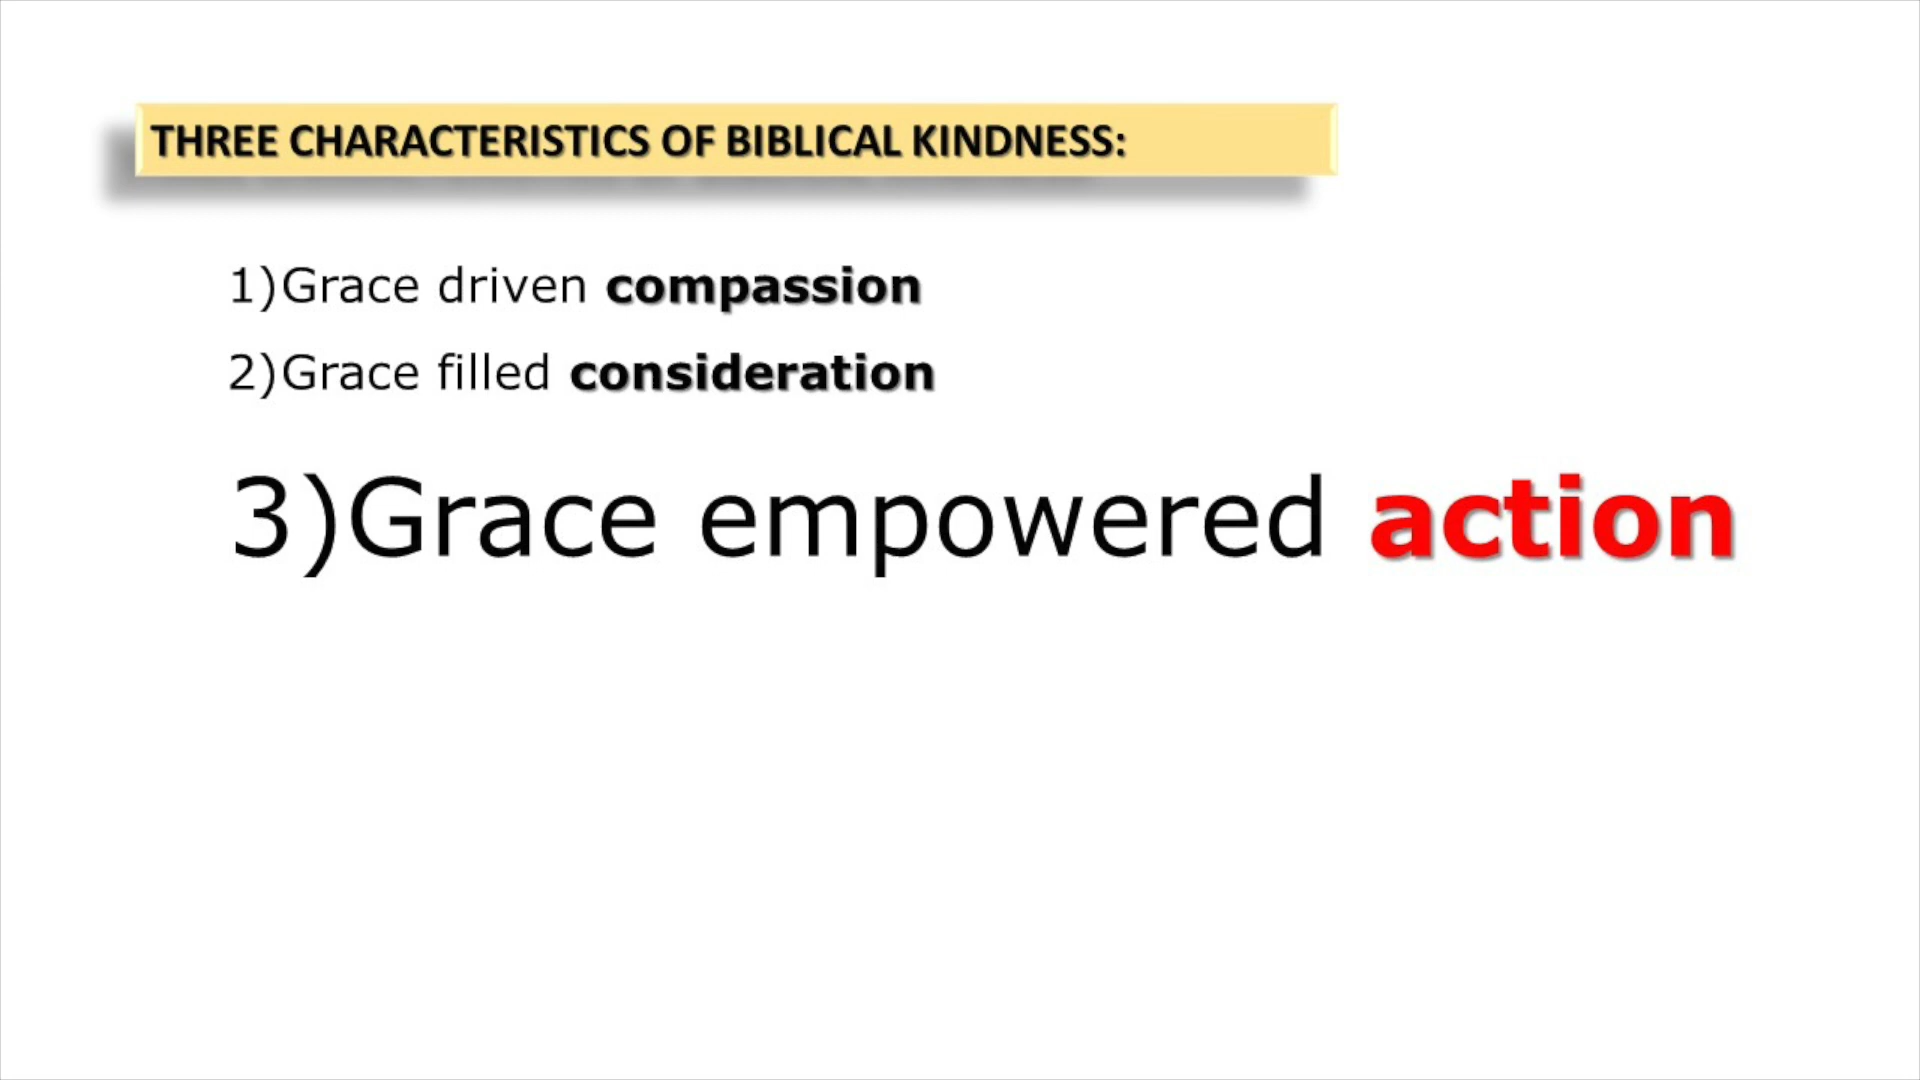 THREE CHARACTERISTICS OF BIBLICAL KINDNESS:
1)Grace driven compassion
2)Grace filled consideration
3)Grace empowered action